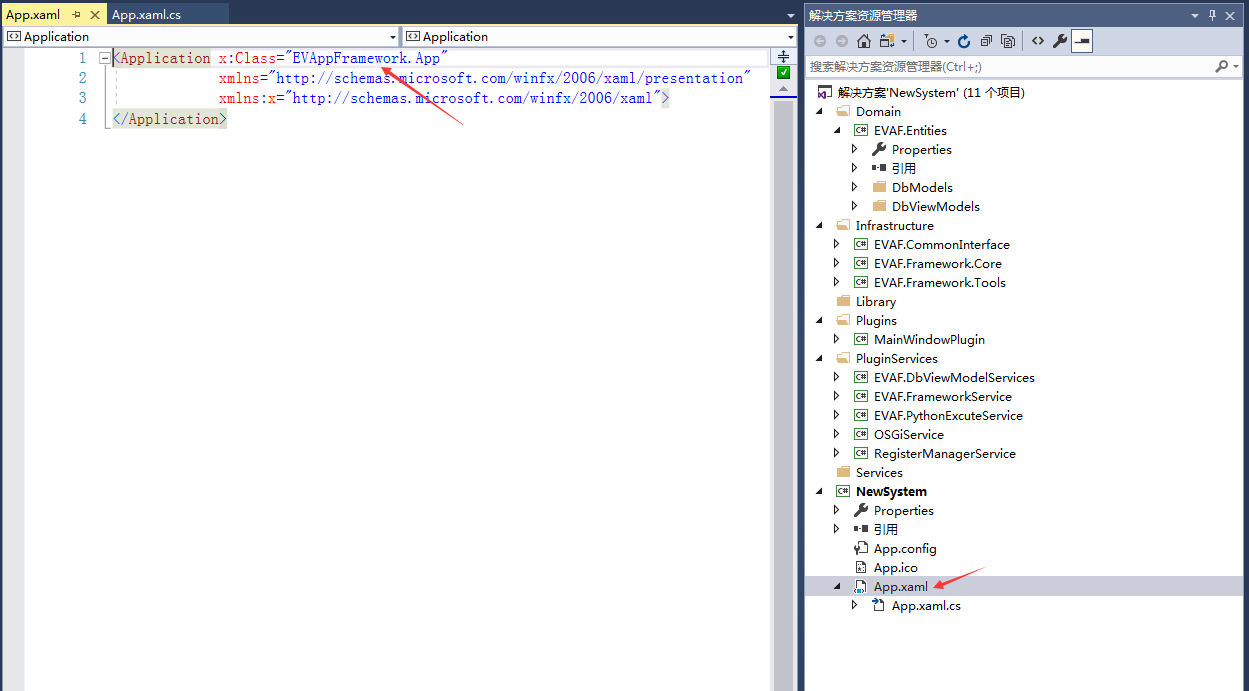 App.xaml
App.xaml.cs
Application
Application
1 <Application x:Class="EVAppFramework.App"
2 xmlns="http://schemas.microsoft.com/winfx/2006/xaml/presentation"
3 xmlns:x="http://schemas.microsoft.com/winfx/2006/xaml">
4 </Application>
解决方案资源管理器
搜索解决方案资源管理器(Ctrl+;)
解决方案'NewSystem' (11 个项目)
Domain
C# EVAF.Entities
Properties
引用
DbModels
DbViewModels
Infrastructure
C# EVAF.CommonInterface
C# EVAF.Framework.Core
C# EVAF.Framework.Tools
Library
Plugins
C# MainWindowPlugin
PluginServices
C# EVAF.DbViewModelServices
C# EVAF.FrameworkService
C# EVAF.PythonExcuteService
C# OSGiService
C# RegisterManagerService
Services
C# NewSystem
Properties
引用
App.config
App.ico
App.xaml
App.xaml.cs